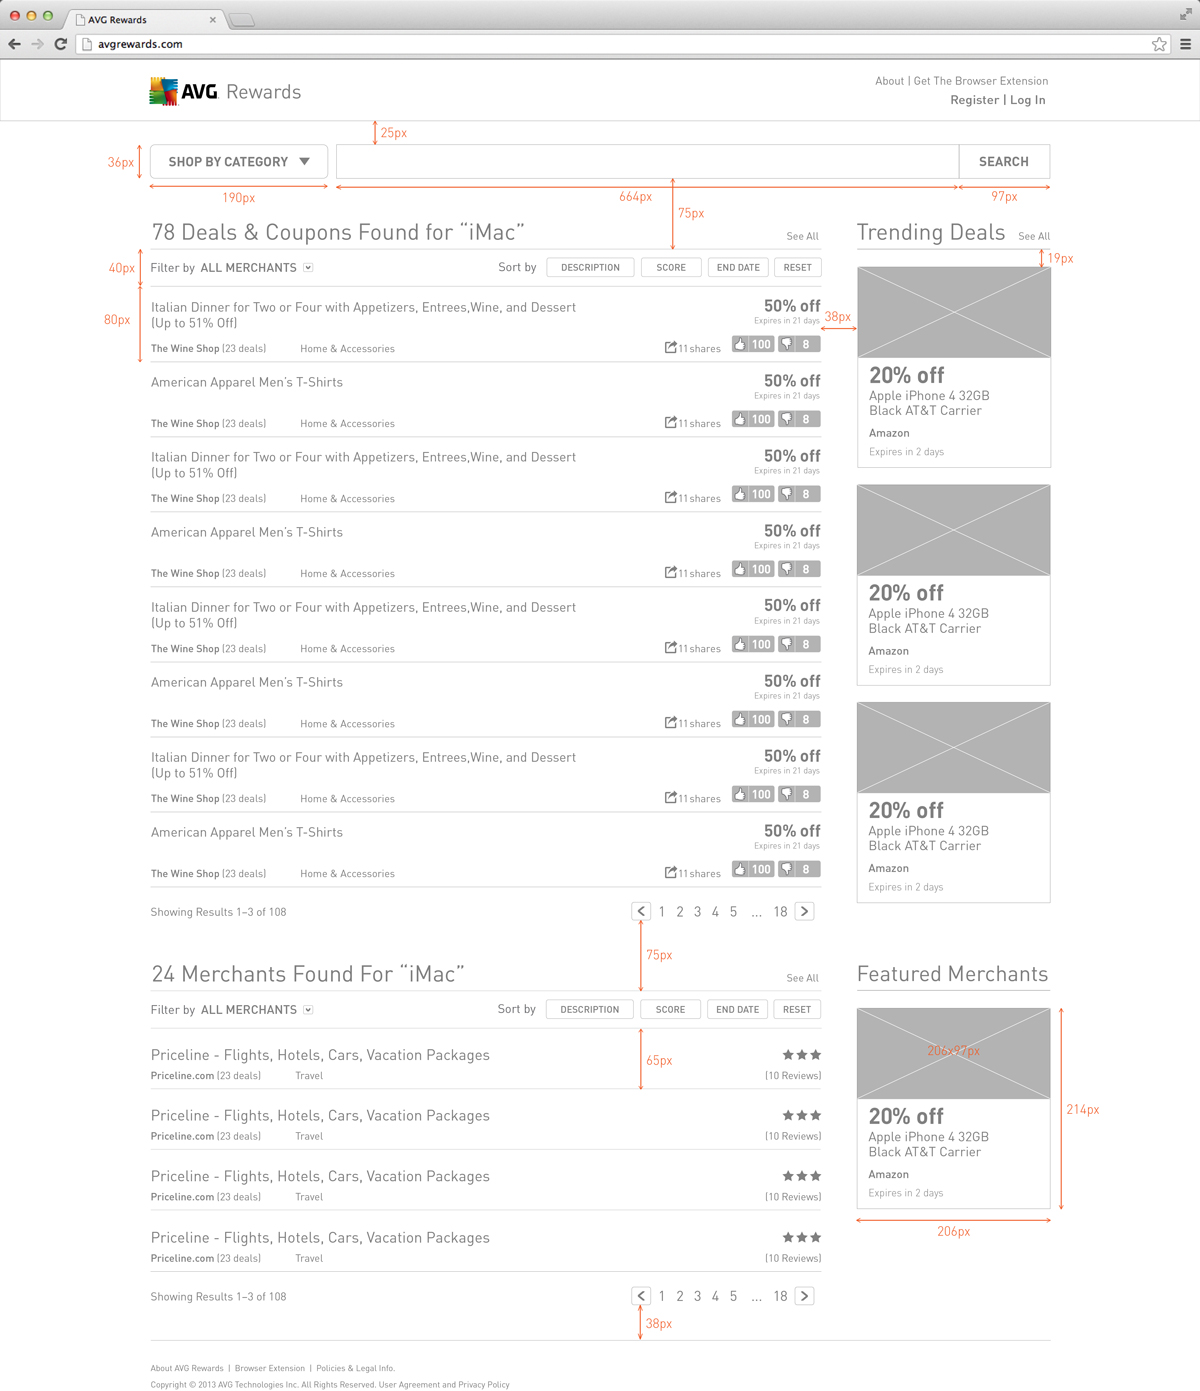 AVG Rewards
avgrewards.com
AVG Rewards
About | Get The Browser Extension
Register | Log In
25px
36px
SHOP BY CATEGORY
SEARCH
190px
664px
97px
75px
78 Deals & Coupons Found for “iMac”
See All
Trending Deals
See All
40px
Filter by ALL MERCHANTS
Sort by DESCRIPTION SCORE END DATE RESET
19px
80px
Italian Dinner for Two or Four with Appetizers, Entrees,Wine, and Dessert
(Up to 51% Off)
50% off
Expires in 21 days
38px
The Wine Shop (23 deals) Home & Accessories 11 shares 100 8
American Apparel Men’s T-Shirts
50% off
Expires in 21 days
The Wine Shop (23 deals) Home & Accessories 11 shares 100 8
Italian Dinner for Two or Four with Appetizers, Entrees,Wine, and Dessert
(Up to 51% Off)
50% off
Expires in 21 days
The Wine Shop (23 deals) Home & Accessories 11 shares 100 8
American Apparel Men’s T-Shirts
50% off
Expires in 21 days
The Wine Shop (23 deals) Home & Accessories 11 shares 100 8
Italian Dinner for Two or Four with Appetizers, Entrees,Wine, and Dessert
(Up to 51% Off)
50% off
Expires in 21 days
The Wine Shop (23 deals) Home & Accessories 11 shares 100 8
American Apparel Men’s T-Shirts
50% off
Expires in 21 days
The Wine Shop (23 deals) Home & Accessories 11 shares 100 8
Italian Dinner for Two or Four with Appetizers, Entrees,Wine, and Dessert
(Up to 51% Off)
50% off
Expires in 21 days
The Wine Shop (23 deals) Home & Accessories 11 shares 100 8
American Apparel Men’s T-Shirts
50% off
Expires in 21 days
The Wine Shop (23 deals) Home & Accessories 11 shares 100 8
Showing Results 1–3 of 108
< 1 2 3 4 5 ... 18 >
20% off
Apple iPhone 4 32GB
Black AT&T Carrier
Amazon
Expires in 2 days
20% off
Apple iPhone 4 32GB
Black AT&T Carrier
Amazon
Expires in 2 days
20% off
Apple iPhone 4 32GB
Black AT&T Carrier
Amazon
Expires in 2 days
75px
24 Merchants Found For “iMac”
See All
Filter by ALL MERCHANTS
Sort by DESCRIPTION SCORE END DATE RESET
Priceline - Flights, Hotels, Cars, Vacation Packages
65px
Priceline.com (23 deals) Travel (10 Reviews)
Priceline - Flights, Hotels, Cars, Vacation Packages
Priceline.com (23 deals) Travel (10 Reviews)
Priceline - Flights, Hotels, Cars, Vacation Packages
Priceline.com (23 deals) Travel (10 Reviews)
Priceline - Flights, Hotels, Cars, Vacation Packages
Priceline.com (23 deals) Travel (10 Reviews)
Showing Results 1–3 of 108
< 1 2 3 4 5 ... 18 >
38px
Featured Merchants
206x97px
20% off
Apple iPhone 4 32GB
Black AT&T Carrier
Amazon
Expires in 2 days
214px
206px
About AVG Rewards | Browser Extension | Policies & Legal Info.
Copyright © 2013 AVG Technologies Inc. All Rights Reserved. User Agreement and Privacy Policy